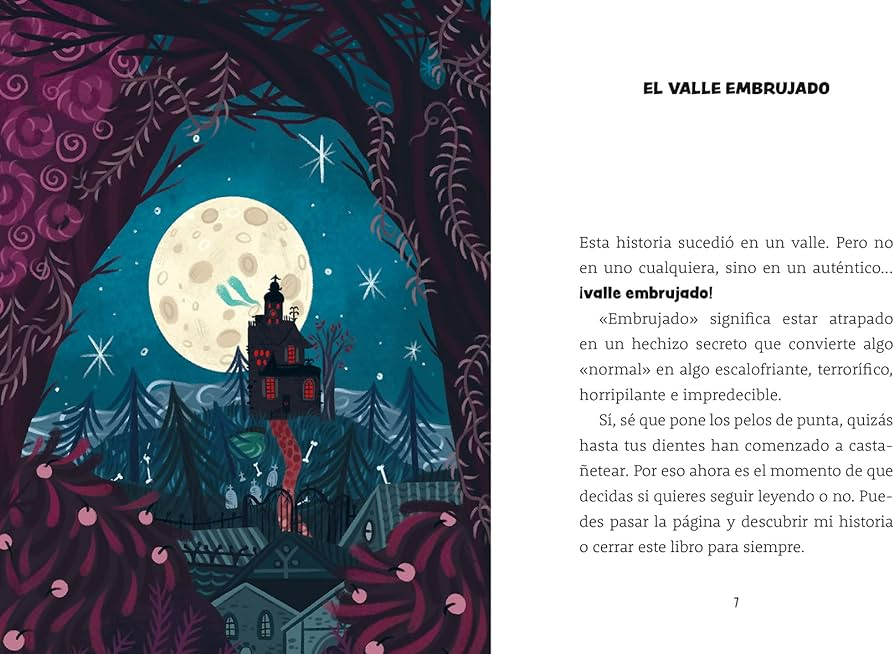 EL VALLE EMBRUJADO
Esta historia sucedió en un valle. Pero no
en uno cualquiera, sino en un auténtico...
¡valle embrujado!
«Embrujado» significa estar atrapado
en un hechizo secreto que convierte algo
«normal» en algo escalofriante, terrorífico,
horripilante e impredecible.
Sí, sé que pone los pelos de punta, quizás
hasta tus dientes han comenzado a casta-
ñetear. Por eso ahora es el momento de que
decidas si quieres seguir leyendo o no. Pue-
des pasar la página y descubrir mi historia
o cerrar este libro para siempre.
7